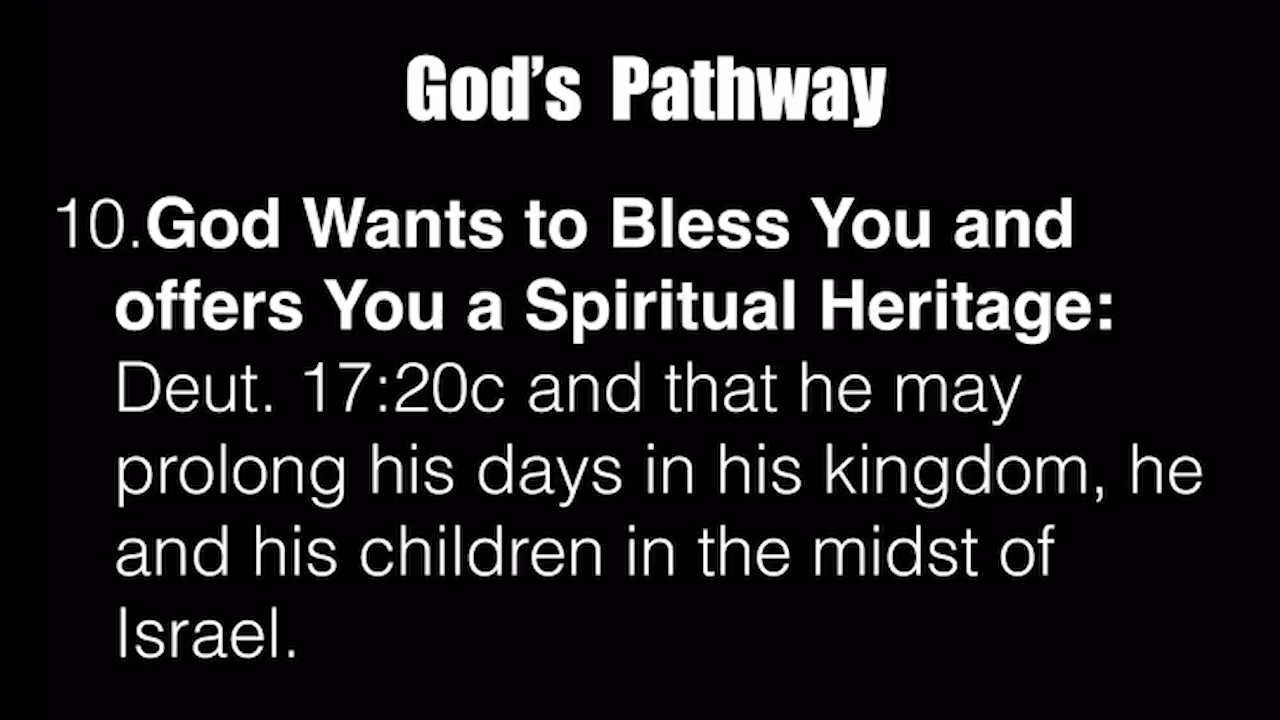 God’s Pathway
10.God Wants to Bless You and
offers You a Spiritual Heritage:
Deut. 17:20c and that he may
prolong his days in his kingdom, he
and his children in the midst of
Israel.